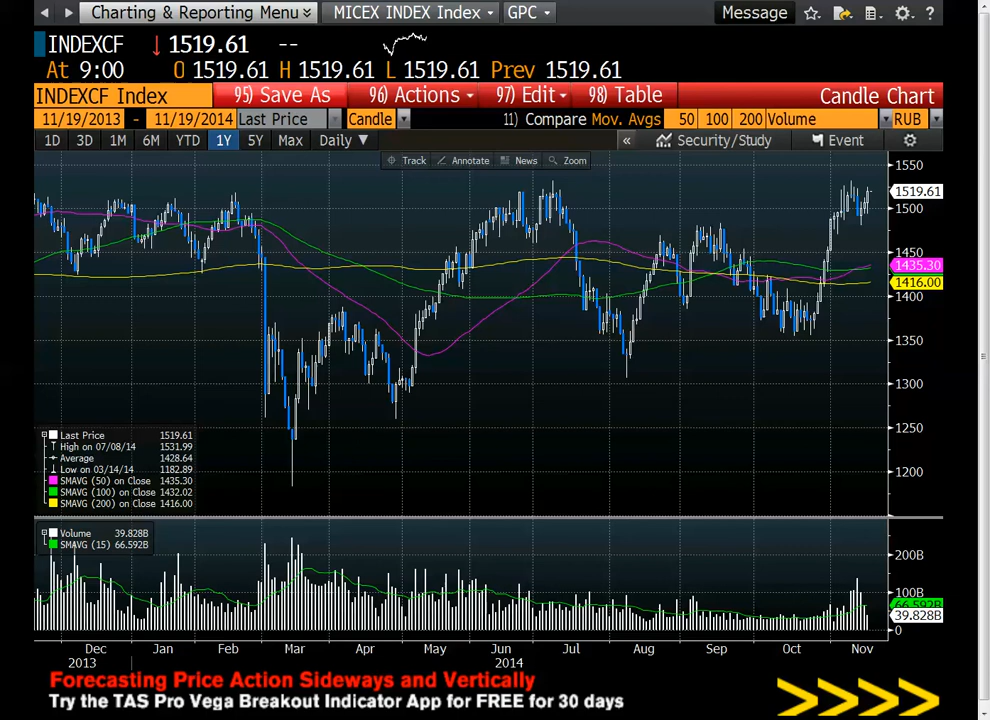 Charting & Reporting Menu MICEX INDEX Index GPC Message ?
INDEXCF 1519.61 --
At 9:00 O 1519.61 H 1519.61 L 1519.61 Prev 1519.61
INDEXCF Index 95) Save As 96) Actions 97) Edit 98) Table Candle Chart
11/19/2013 - 11/19/2014 Last Price Candle 11) Compare Mov. Avgs 50 100 200 Volume RUB
1D 3D 1M 6M YTD 1Y 5Y Max Daily « Security/Study Event
Track Annotate News Zoom
1550
1519.61
1500
1450
1435.30
1416.00
1400
1350
1300
1250
1200
Last Price 1519.61
High on 07/08/14 1531.99
Average 1428.64
Low on 03/14/14 1182.89
SMAVG (50) on Close 1435.30
SMAVG (100) on Close 1432.02
SMAVG (200) on Close 1416.00
Volume 39.828B
SMAVG (15) 66.592B
200B
100B
66.592B
39.828B
0
Dec Jan Feb Mar Apr May Jun Jul Aug Sep Oct Nov
2013 2014
Forecasting Price Action Sideways and Vertically
Try the TAS Pro Vega Breakout Indicator App for FREE for 30 days